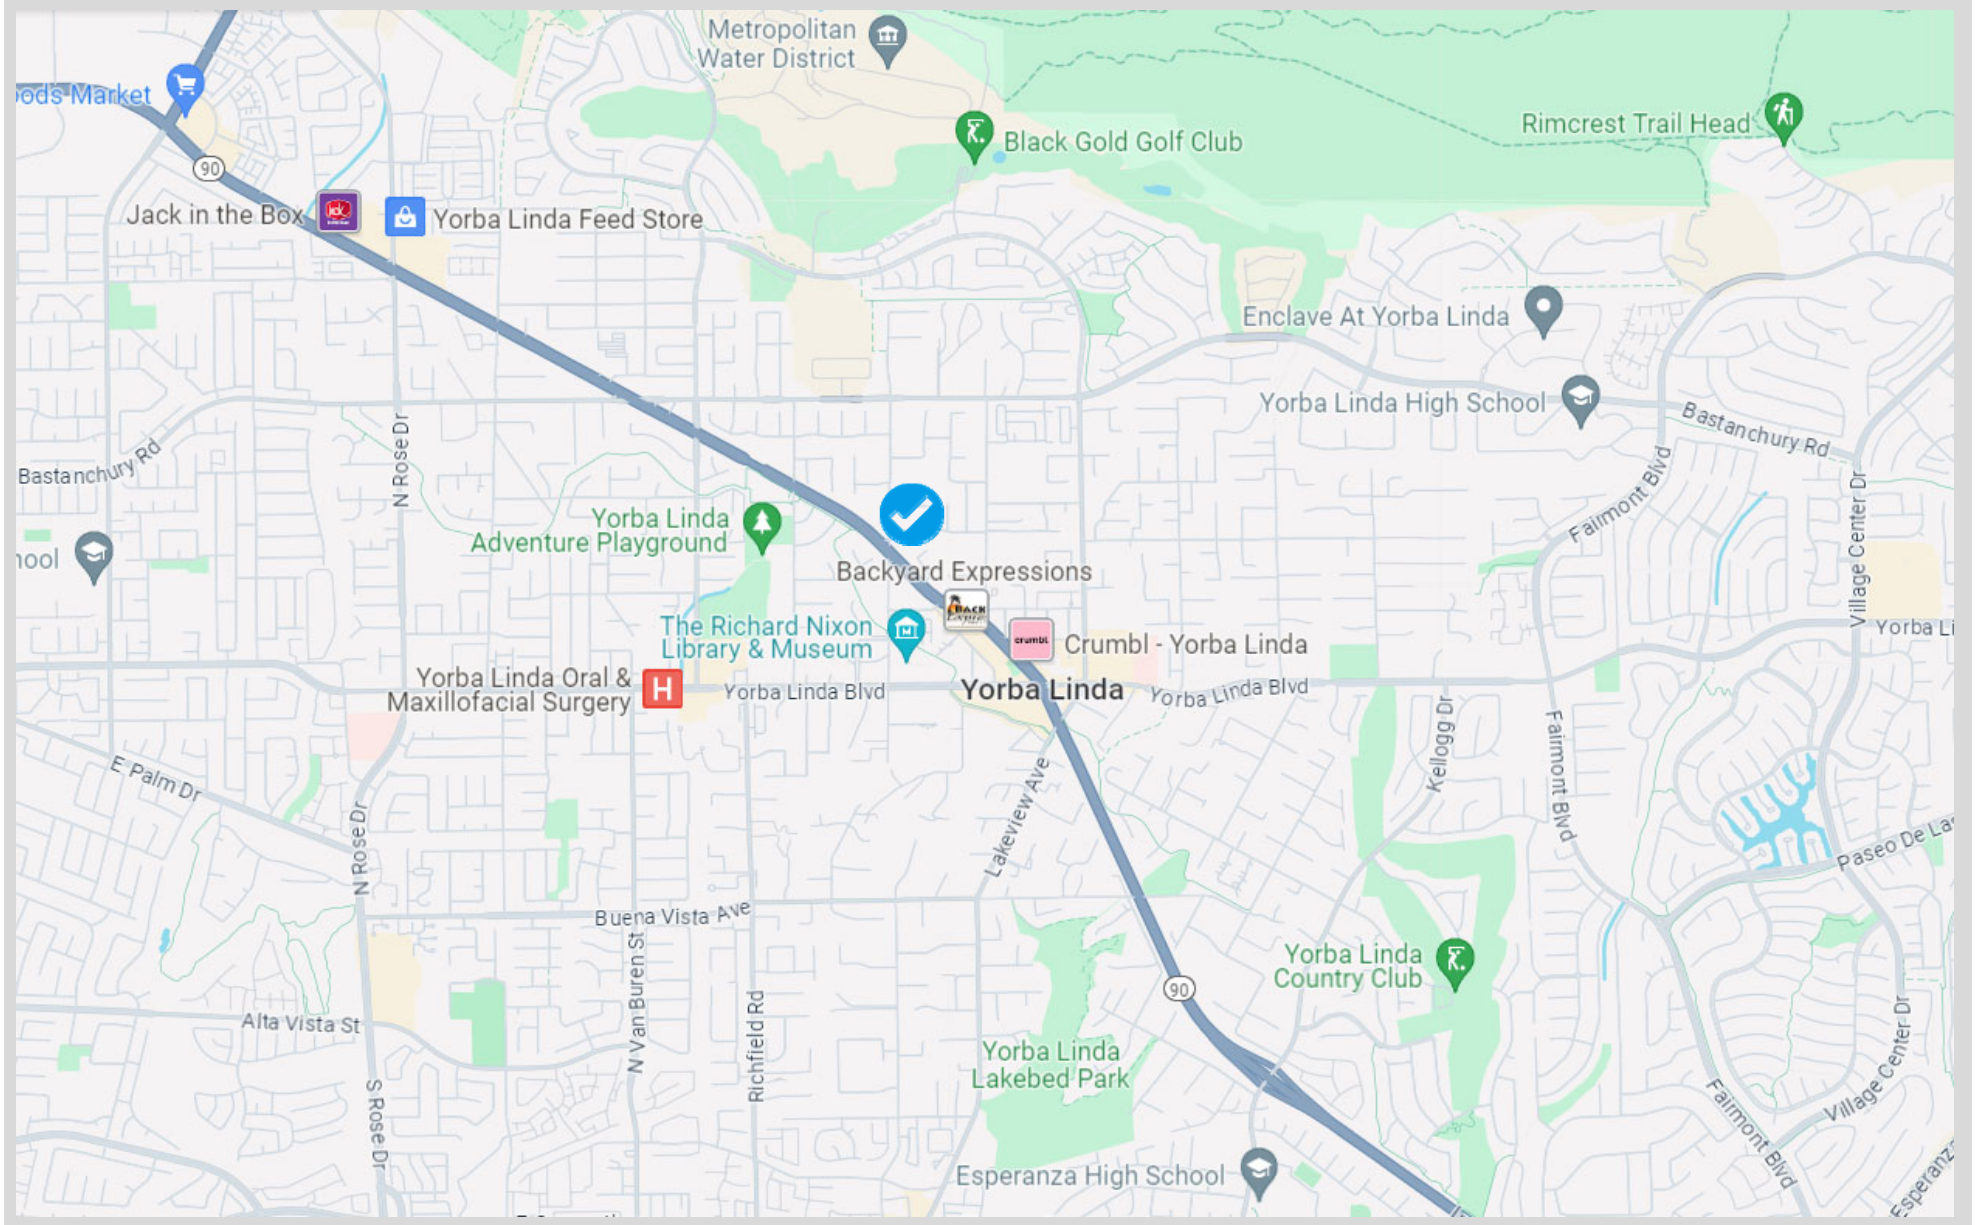 Metropolitan
Water District
ods Market
Black Gold Golf Club
Rimcrest Trail Head
90
Jack in the Box
Yorba Linda Feed Store
Enclave At Yorba Linda
Yorba Linda High School
Bastanchury Rd
Bastanchury Rd
N Rose Dr
Fairmont Blvd
Village Center Dr
Yorba Linda
Adventure Playground
hool
Backyard Expressions
BACK
The Richard Nixon
Library & Museum
crumbl
Crumbl - Yorba Linda
Yorba Li
Yorba Linda Oral &
Maxillofacial Surgery
H
Yorba Linda Blvd
Yorba Linda
Yorba Linda Blvd
Kellogg Dr
Fairmont Blvd
E Palm Dr
Lakeview Ave
N Rose Dr
Paseo De Las
Buena Vista Ave
N Van Buren St
Yorba Linda
Country Club
90
Alta Vista St
Richfield Rd
Yorba Linda
Lakebed Park
Village Center Dr
S Rose Dr
Fairmont Blvd
Esperanza High School
Esperanz